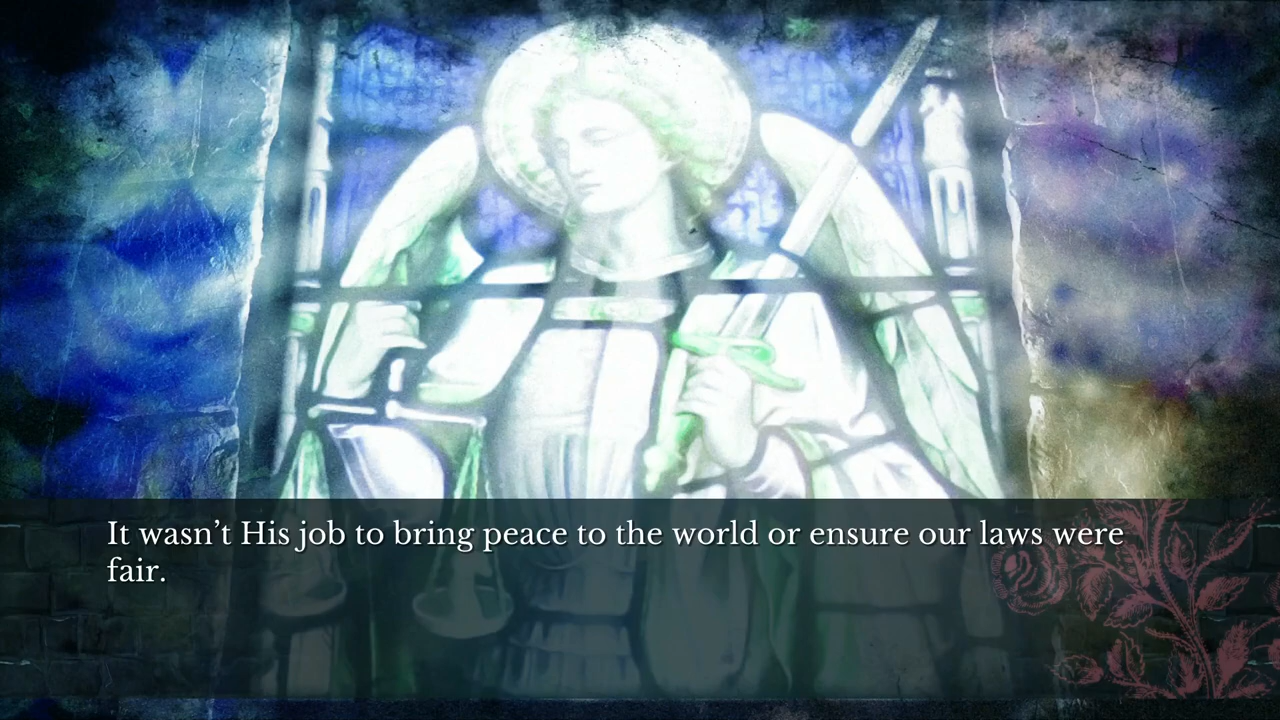 It wasn’t His job to bring peace to the world or ensure our laws were
fair.